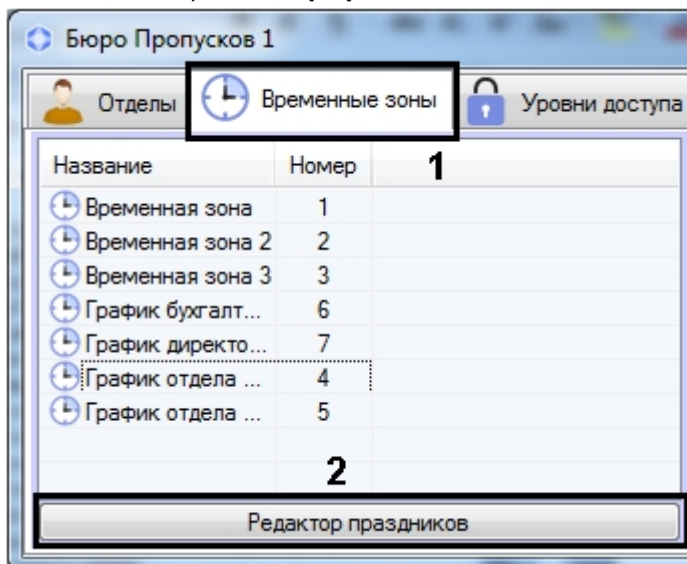 Бюро Пропусков 1
Отделы Временные зоны Уровни доступа
Название Номер 1
Временная зона 1
Временная зона 2 2
Временная зона 3 3
График бухгалт... 6
График директо... 7
График отдела ... 4
График отдела ... 5
2
Редактор праздников